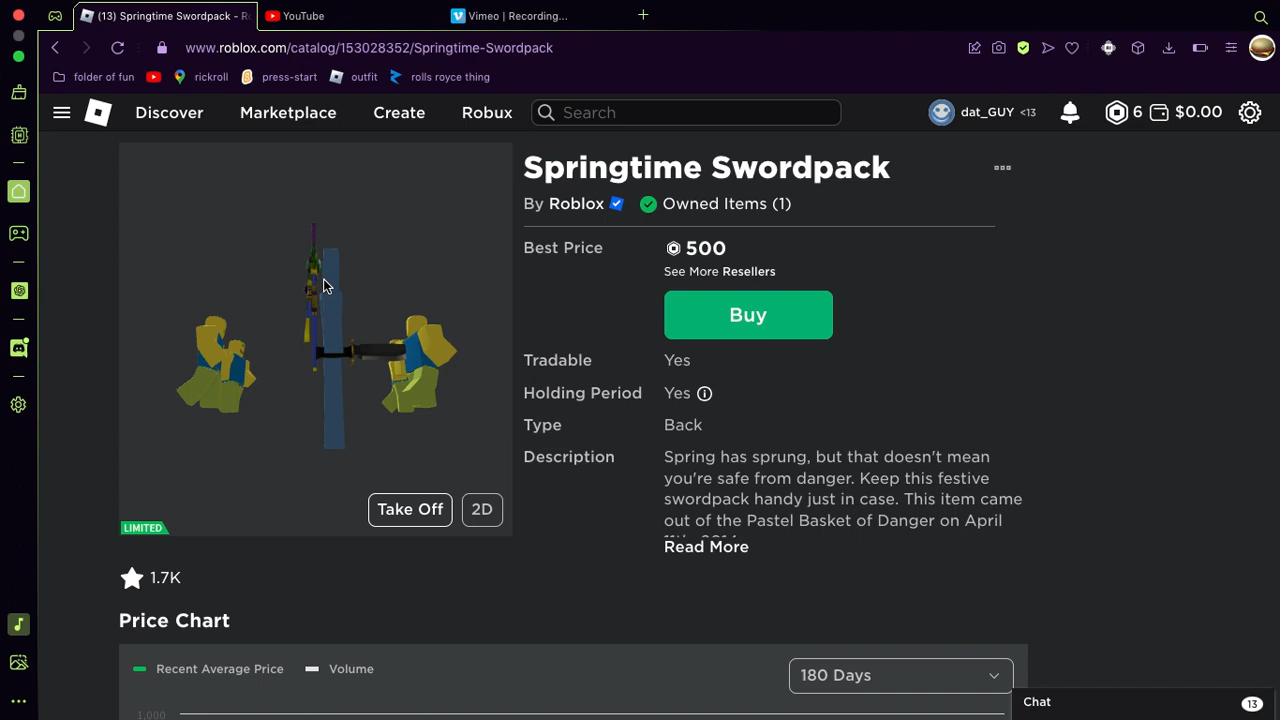 (13) Springtime Swordpack - Ro
YouTube
Vimeo | Recording...
www.roblox.com/catalog/153028352/Springtime-Swordpack
folder of fun
rickroll
press-start
outfit
rolls royce thing
Discover
Marketplace
Create
Robux
Search
dat_GUY <13
6
$0.00
Springtime Swordpack
By Roblox
Owned Items (1)
Best Price
500
See More Resellers
Buy
Tradable
Yes
Holding Period
Yes
Type
Back
Description
Spring has sprung, but that doesn't mean
you're safe from danger. Keep this festive
swordpack handy just in case. This item came
out of the Pastel Basket of Danger on April
Read More
Take Off
2D
LIMITED
1.7K
Price Chart
Recent Average Price
Volume
180 Days
1,000
Chat
13